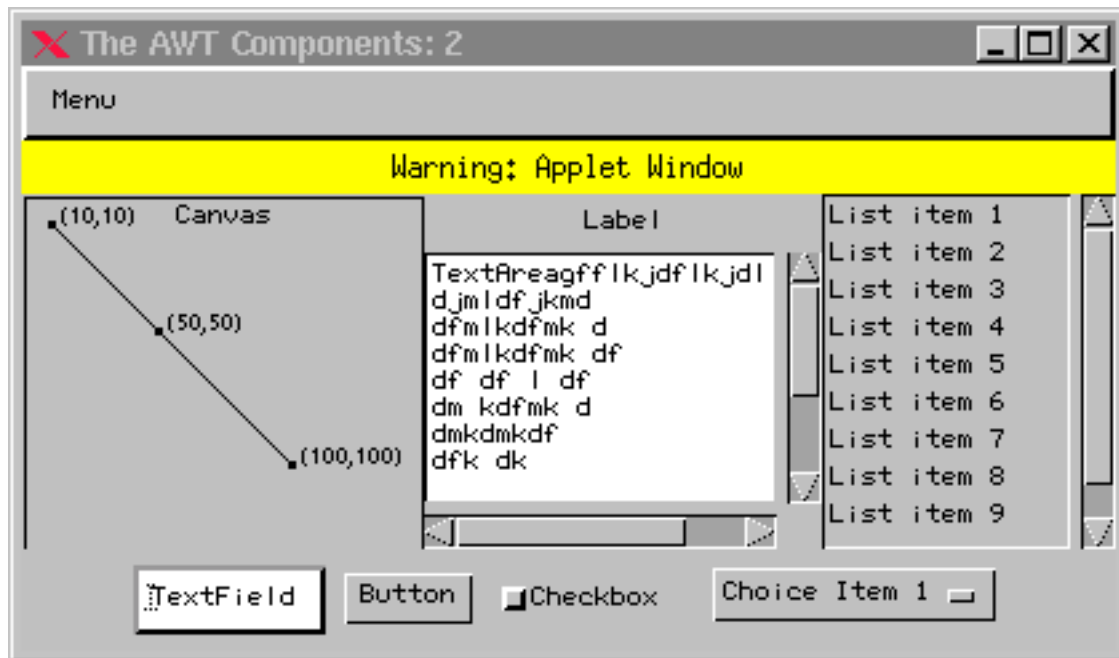 The AWT Components: 2
Menu
Warning: Applet Window
(10,10) Canvas
(50,50)
(100,100)
Label
TextAreagfflkjdflkjdl
djmldfjkmd
dfmlkdfmk d
dfmlkdfmk df
df df l df
dm kdfmk d
dmkdmkdf
dfk dk
List item 1
List item 2
List item 3
List item 4
List item 5
List item 6
List item 7
List item 8
List item 9
TextField
Button
Checkbox
Choice Item 1